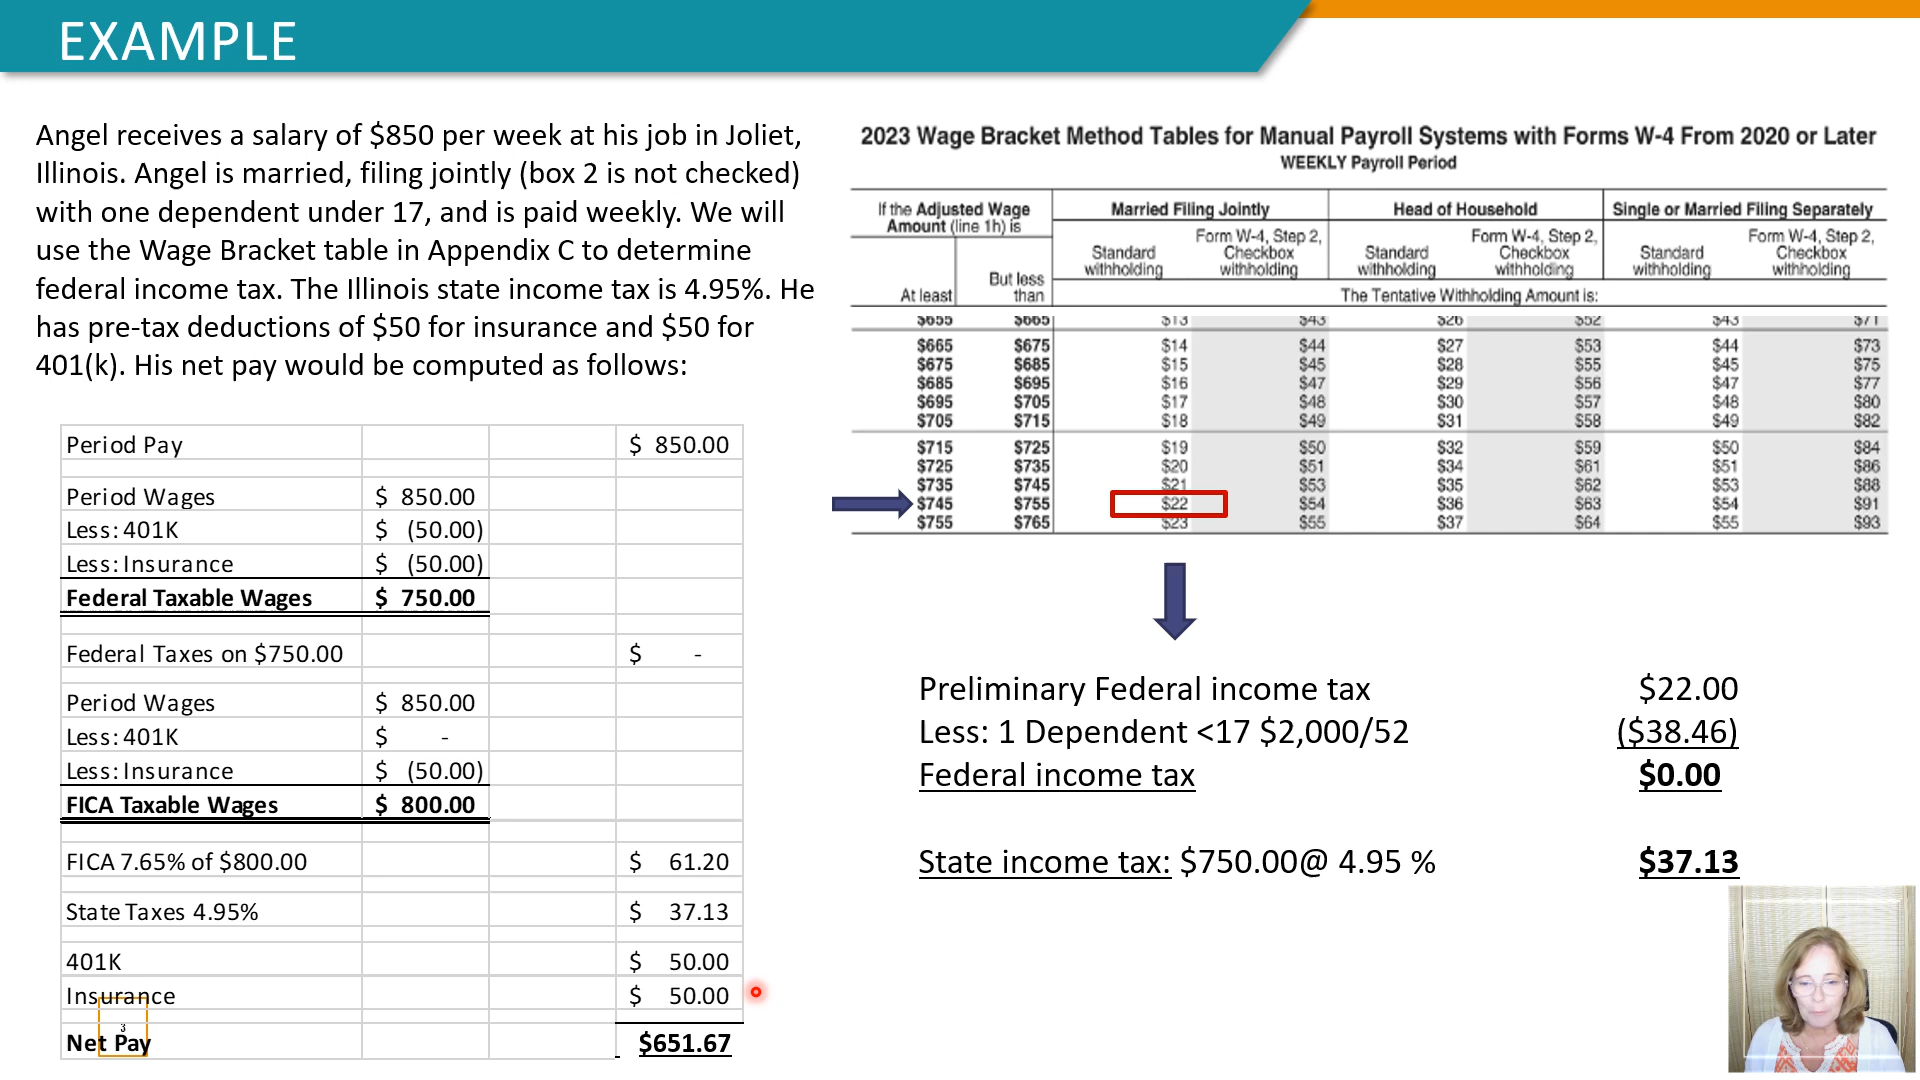 EXAMPLE
Angel receives a salary of $850 per week at his job in Joliet,
Illinois. Angel is married, filing jointly (box 2 is not checked)
with one dependent under 17, and is paid weekly. We will
use the Wage Bracket table in Appendix C to determine
federal income tax. The Illinois state income tax is 4.95%. He
has pre-tax deductions of $50 for insurance and $50 for
401(k). His net pay would be computed as follows:
Period Pay $ 850.00
Period Wages $ 850.00
Less: 401K $ (50.00)
Less: Insurance $ (50.00)
Federal Taxable Wages $ 750.00
Federal Taxes on $750.00 $ -
Period Wages $ 850.00
Less: 401K $ -
Less: Insurance $ (50.00)
FICA Taxable Wages $ 800.00
FICA 7.65% of $800.00 $ 61.20
State Taxes 4.95% $ 37.13
401K $ 50.00
Insurance $ 50.00
3
Net Pay $651.67
2023 Wage Bracket Method Tables for Manual Payroll Systems with Forms W-4 From 2020 or Later
WEEKLY Payroll Period
If the Adjusted Wage Amount (line 1h) is
Married Filing Jointly Head of Household Single or Married Filing Separately
At least But less than
Standard withholding Form W-4, Step 2, Checkbox withholding Standard withholding Form W-4, Step 2, Checkbox withholding Standard withholding Form W-4, Step 2, Checkbox withholding
The Tentative Withholding Amount is:
$655 $665 $13 $43 $26 $52 $43 $71
$665 $675 $14 $44 $27 $53 $44 $73
$675 $685 $15 $45 $28 $55 $45 $75
$685 $695 $16 $47 $29 $56 $47 $77
$695 $705 $17 $48 $30 $57 $48 $80
$705 $715 $18 $49 $31 $58 $49 $82
$715 $725 $19 $50 $32 $59 $50 $84
$725 $735 $20 $51 $34 $61 $51 $86
$735 $745 $21 $53 $35 $62 $53 $88
$745 $755 $22 $54 $36 $63 $54 $91
$755 $765 $23 $55 $37 $64 $55 $93
Preliminary Federal income tax $22.00
Less: 1 Dependent <17 $2,000/52 ($38.46)
Federal income tax $0.00
State income tax: $750.00@ 4.95 % $37.13